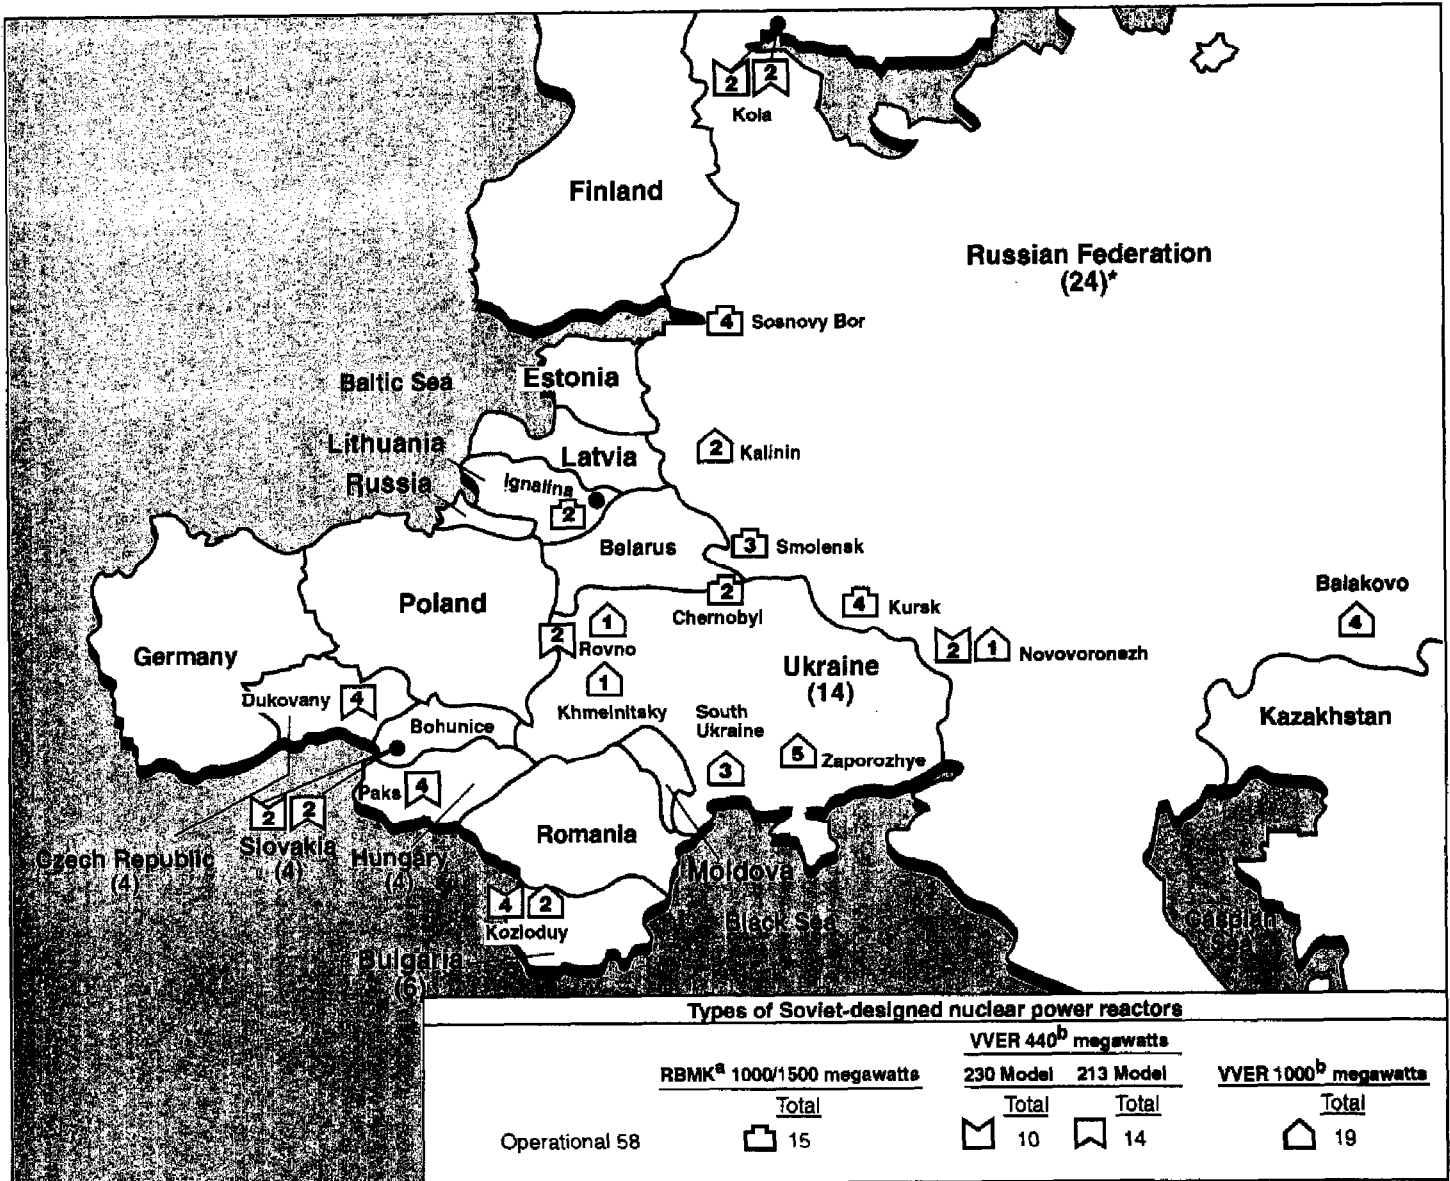 2 2
Kola
Finland
Russian Federation
(24)*
4 Sosnovy Bor
Baltic Sea
Estonia
Lithuania
Latvia
2 Kalinin
Russia
Ignalina
2
Belarus
3 Smolensk
Poland
2
Chernobyl
4 Kursk
Balakovo
4
Germany
2
1
Rovno
2 1 Novovoronezh
Ukraine
(14)
Dukovany 4
1
Khmelnitsky
South
Ukraine
3
Bohunice
Kazakhstan
5 Zaporozhye
Paks 4
2 2
Romania
Czech Republic
(4)
Slovakia
(4)
Hungary
(4)
Moldova
4 2
Kozloduy
Black Sea
Caspian
Sea
Bulgaria
(6)
Types of Soviet-designed nuclear power reactors
VVER 440b megawatts
RBMKa 1000/1500 megawatts 230 Model 213 Model VVER 1000b megawatts
Total Total Total Total
Operational 58 15 10 14 19